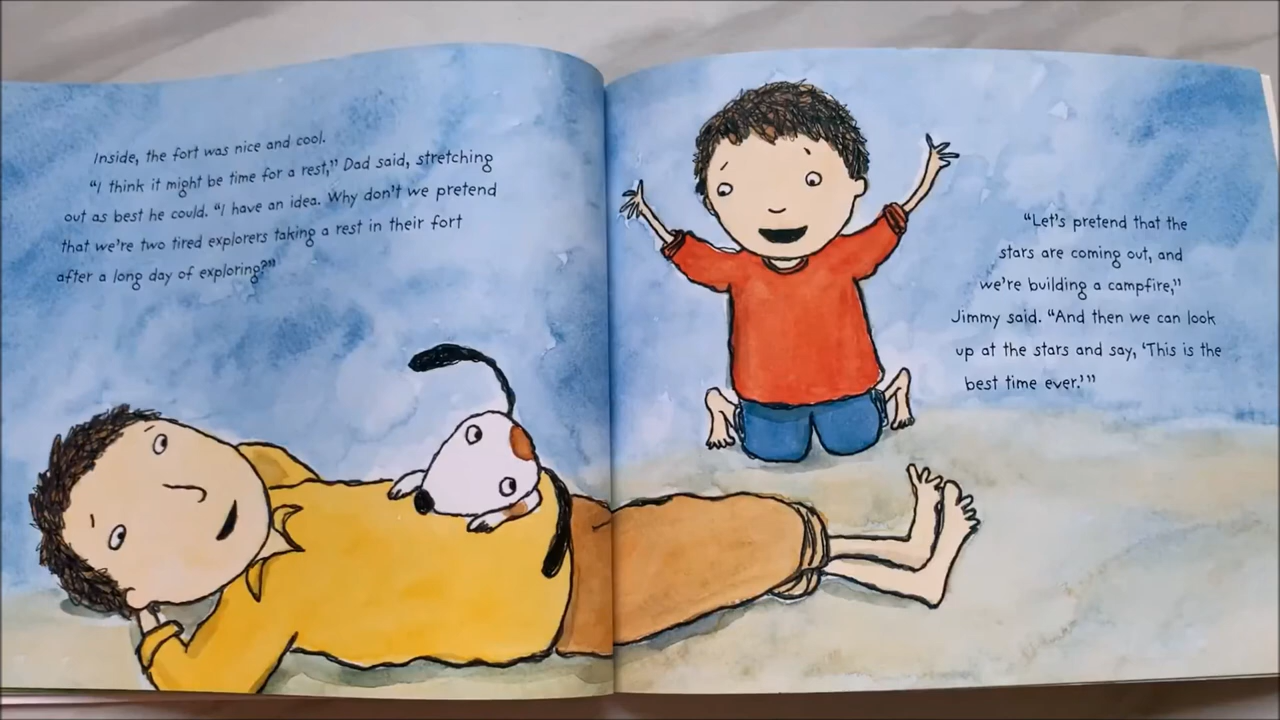 Inside, the fort was nice and cool.
“I think it might be time for a rest,” Dad said, stretching
out as best he could. “I have an idea. Why don’t we pretend
that we’re two tired explorers taking a rest in their fort
after a long day of exploring?”
“Let’s pretend that the
stars are coming out, and
we’re building a campfire,”
Jimmy said. “And then we can look
up at the stars and say, ‘This is the
best time ever.’”